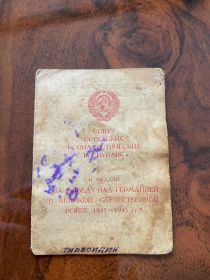 СОЮЗ
СОВЕТСКИХ
СОЦИАЛИСТИЧЕСКИХ
РЕСПУБЛИК
К МЕДАЛИ
„ЗА ПОБЕДУ НАД ГЕРМАНИЕЙ
В ВЕЛИКОЙ ОТЕЧЕСТВЕННОЙ
ВОЙНЕ 1941—1945 гг."